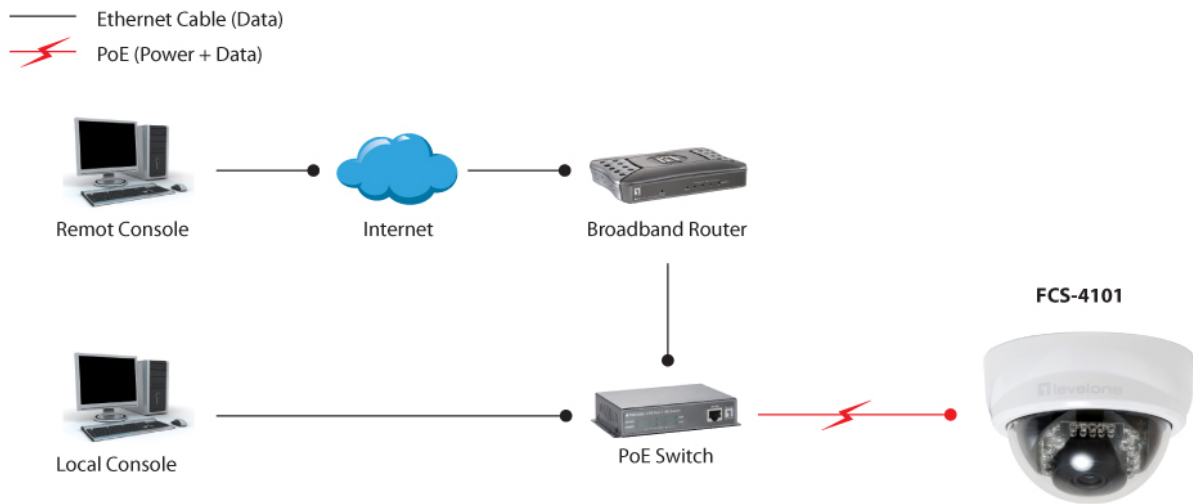 Ethernet Cable (Data)
PoE (Power + Data)
Remot Console
Internet
Broadband Router
FCS-4101
levelone
Local Console
PoE Switch